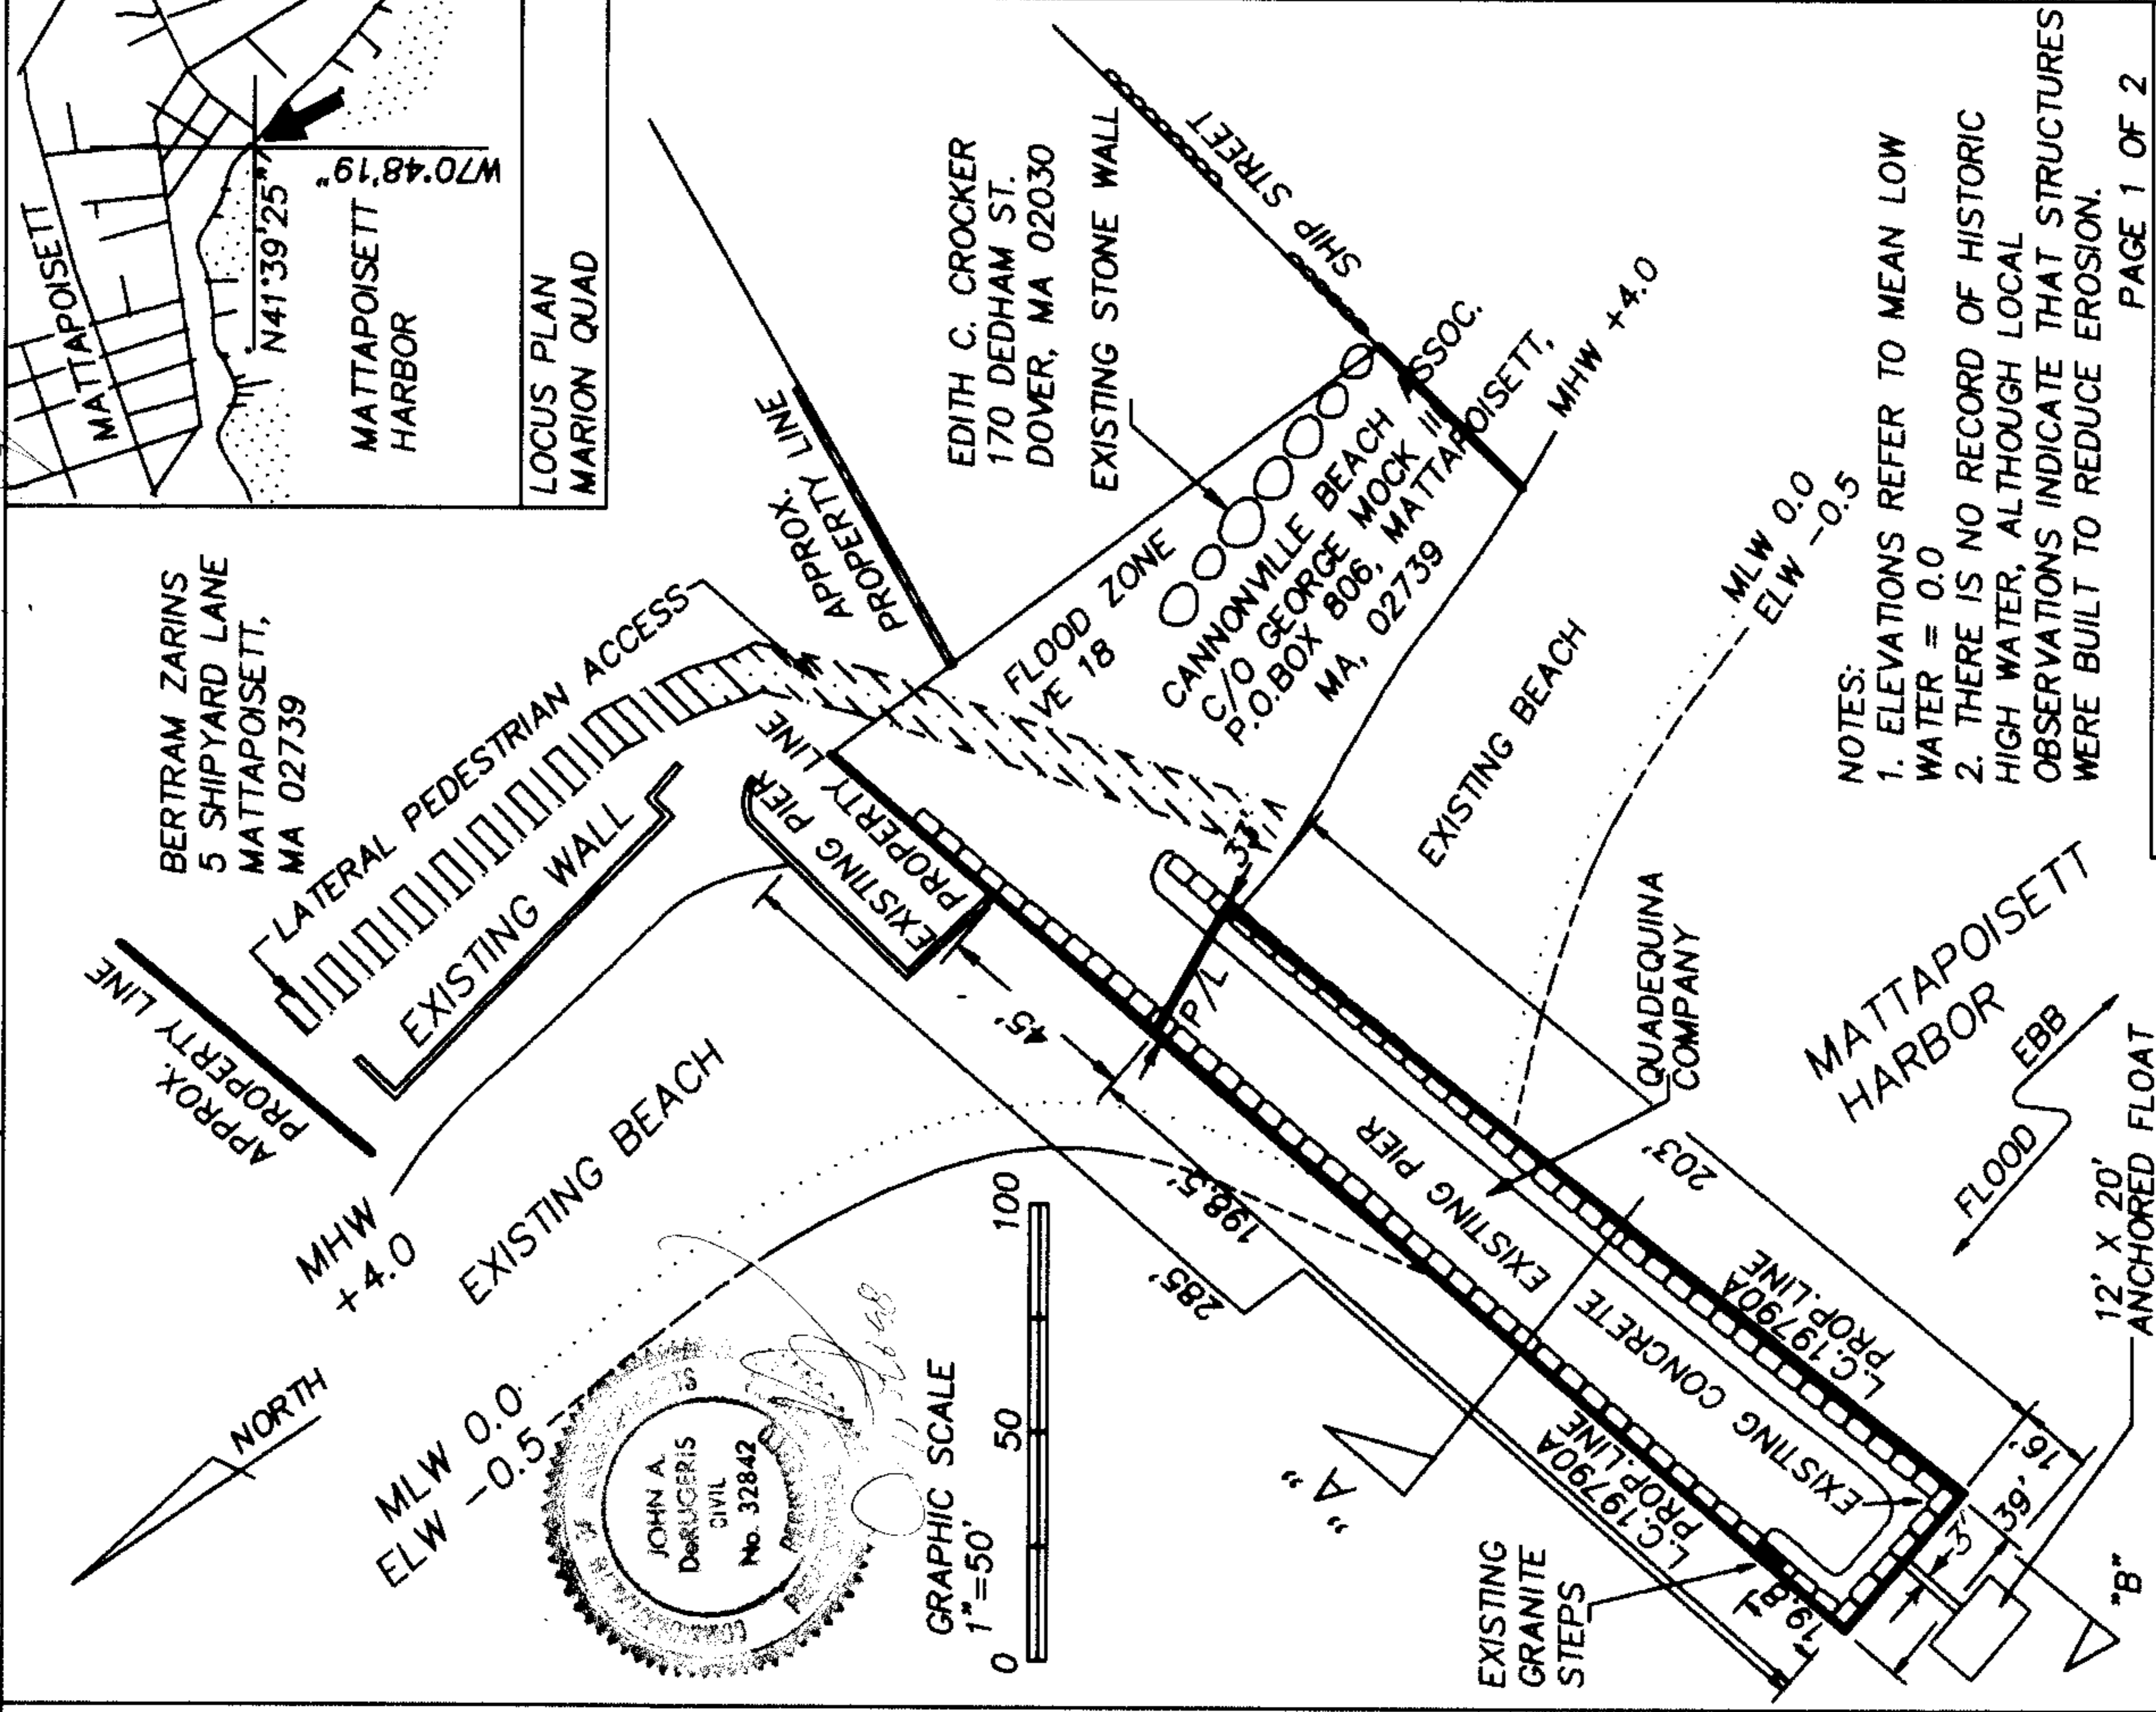 MATTAPOISETT
N41°39'25"
W70°48'19"
MATTAPOISETT
HARBOR
LOCUS PLAN
MARION QUAD
BERTRAM ZARINS
5 SHIPYARD LANE
MATTAPOISETT,
MA 02739
LATERAL PEDESTRIAN ACCESS
APPROX.
PROPERTY LINE
EXISTING WALL
APPROX.
PROPERTY LINE
EDITH C. CROCKER
170 DEDHAM ST.
DOVER, MA 02030
EXISTING STONE WALL
SHIP STREET
FLOOD ZONE
VE 18
CANNONVILLE BEACH ASSOC.
C/O GEORGE MOCK III
P.O.BOX 806, MATTAPOISETT,
MA, 02739
MHW +4.0
EXISTING PIER
PROPERTY LINE
EXISTING BEACH
MLW 0.0
ELW -0.5
MHW
+4.0
EXISTING BEACH
MLW 0.0
ELW -0.5
NORTH
45'
33'
P/L
198.5'
285'
203'
QUADEQUINA
COMPANY
EXISTING PIER
EXISTING CONCRETE
EXISTING
L.C.19790A
PROP.LINE
L.C.19790A
PROP.LINE
"A"
EXISTING
GRANITE
STEPS
19.8'
3'
39'
16'
"B"
12' X 20'
ANCHORED FLOAT
MATTAPOISETT
HARBOR
FLOOD
EBB
JOHN A.
DeRUGERIS
CIVIL
No. 32842
GRAPHIC SCALE
1"=50'
0 50 100
NOTES:
1. ELEVATIONS REFER TO MEAN LOW
WATER = 0.0
2. THERE IS NO RECORD OF HISTORIC
HIGH WATER, ALTHOUGH LOCAL
OBSERVATIONS INDICATE THAT STRUCTURES
WERE BUILT TO REDUCE EROSION.
PAGE 1 OF 2